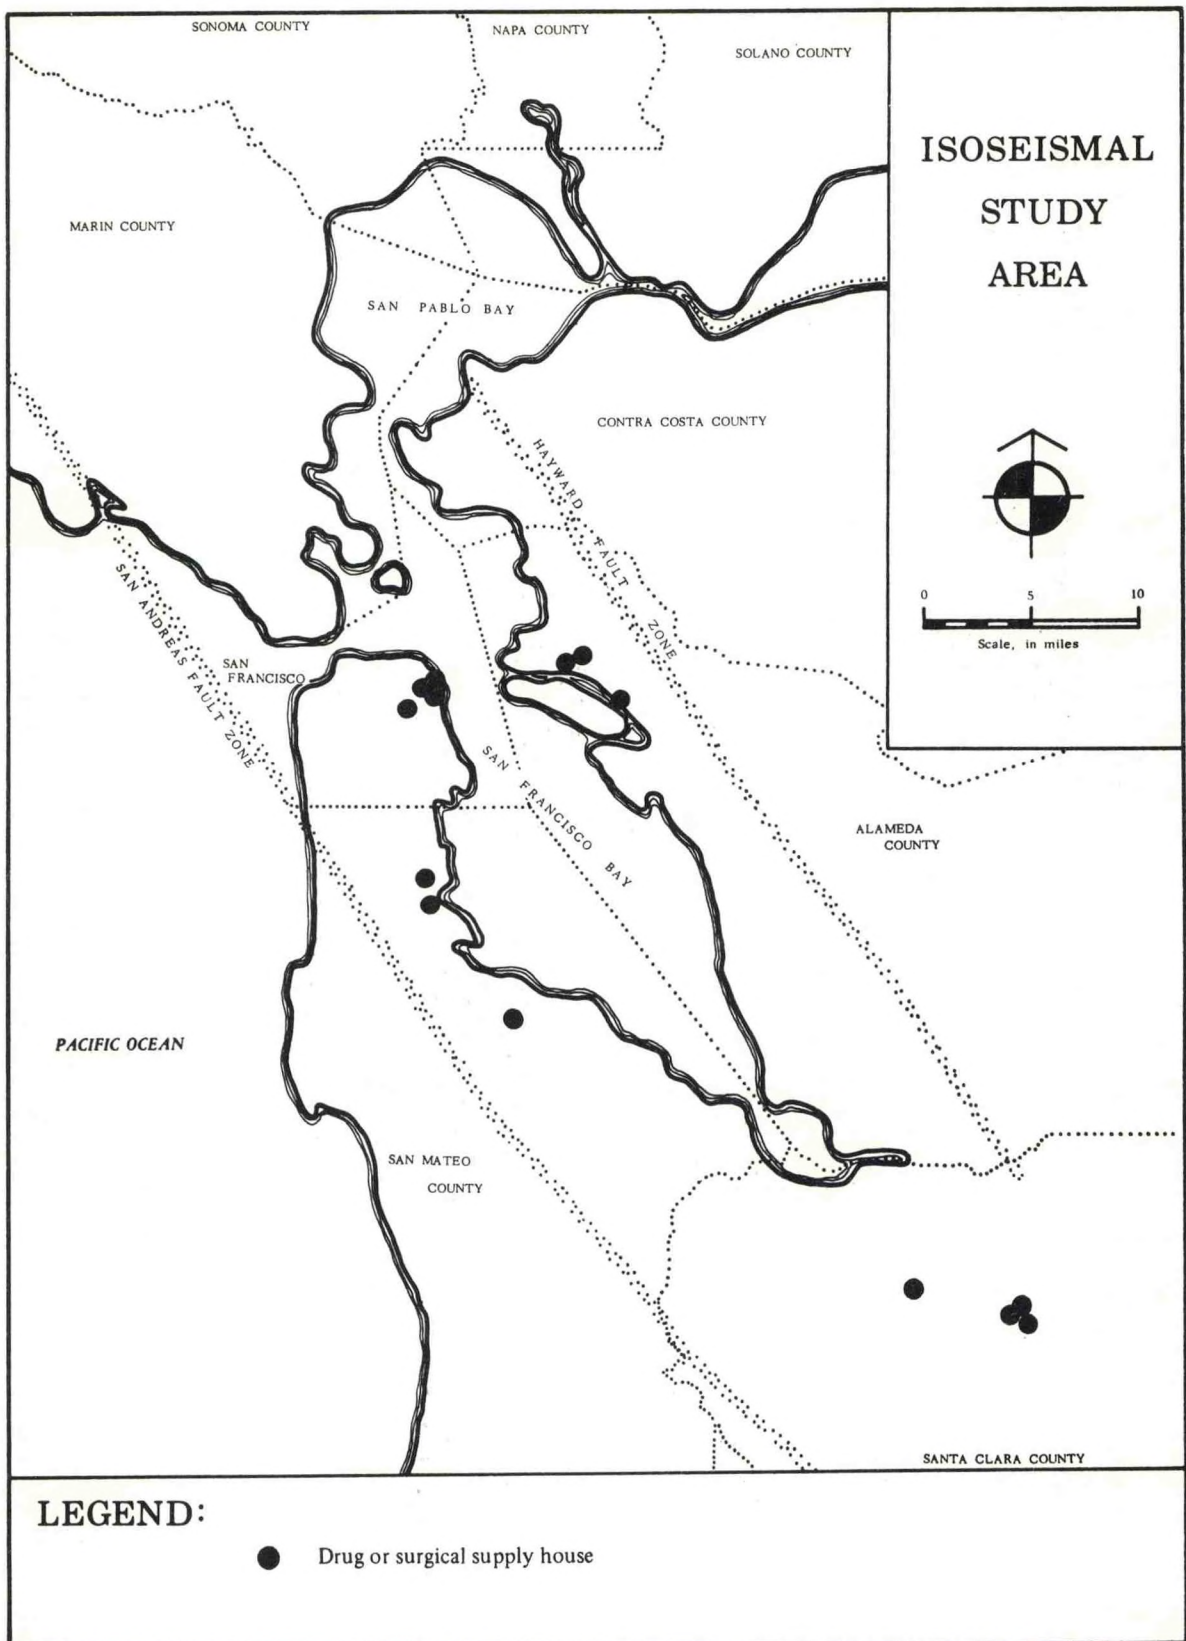 SONOMA COUNTY
NAPA COUNTY
SOLANO COUNTY
ISOSEISMAL
STUDY
AREA
MARIN COUNTY
SAN PABLO BAY
CONTRA COSTA COUNTY
HAYWARD FAULT ZONE
0 5 10
Scale, in miles
SAN ANDREAS FAULT ZONE
SAN
FRANCISCO
SAN FRANCISCO BAY
ALAMEDA
COUNTY
PACIFIC OCEAN
SAN MATEO
COUNTY
SANTA CLARA COUNTY
LEGEND:
Drug or surgical supply house